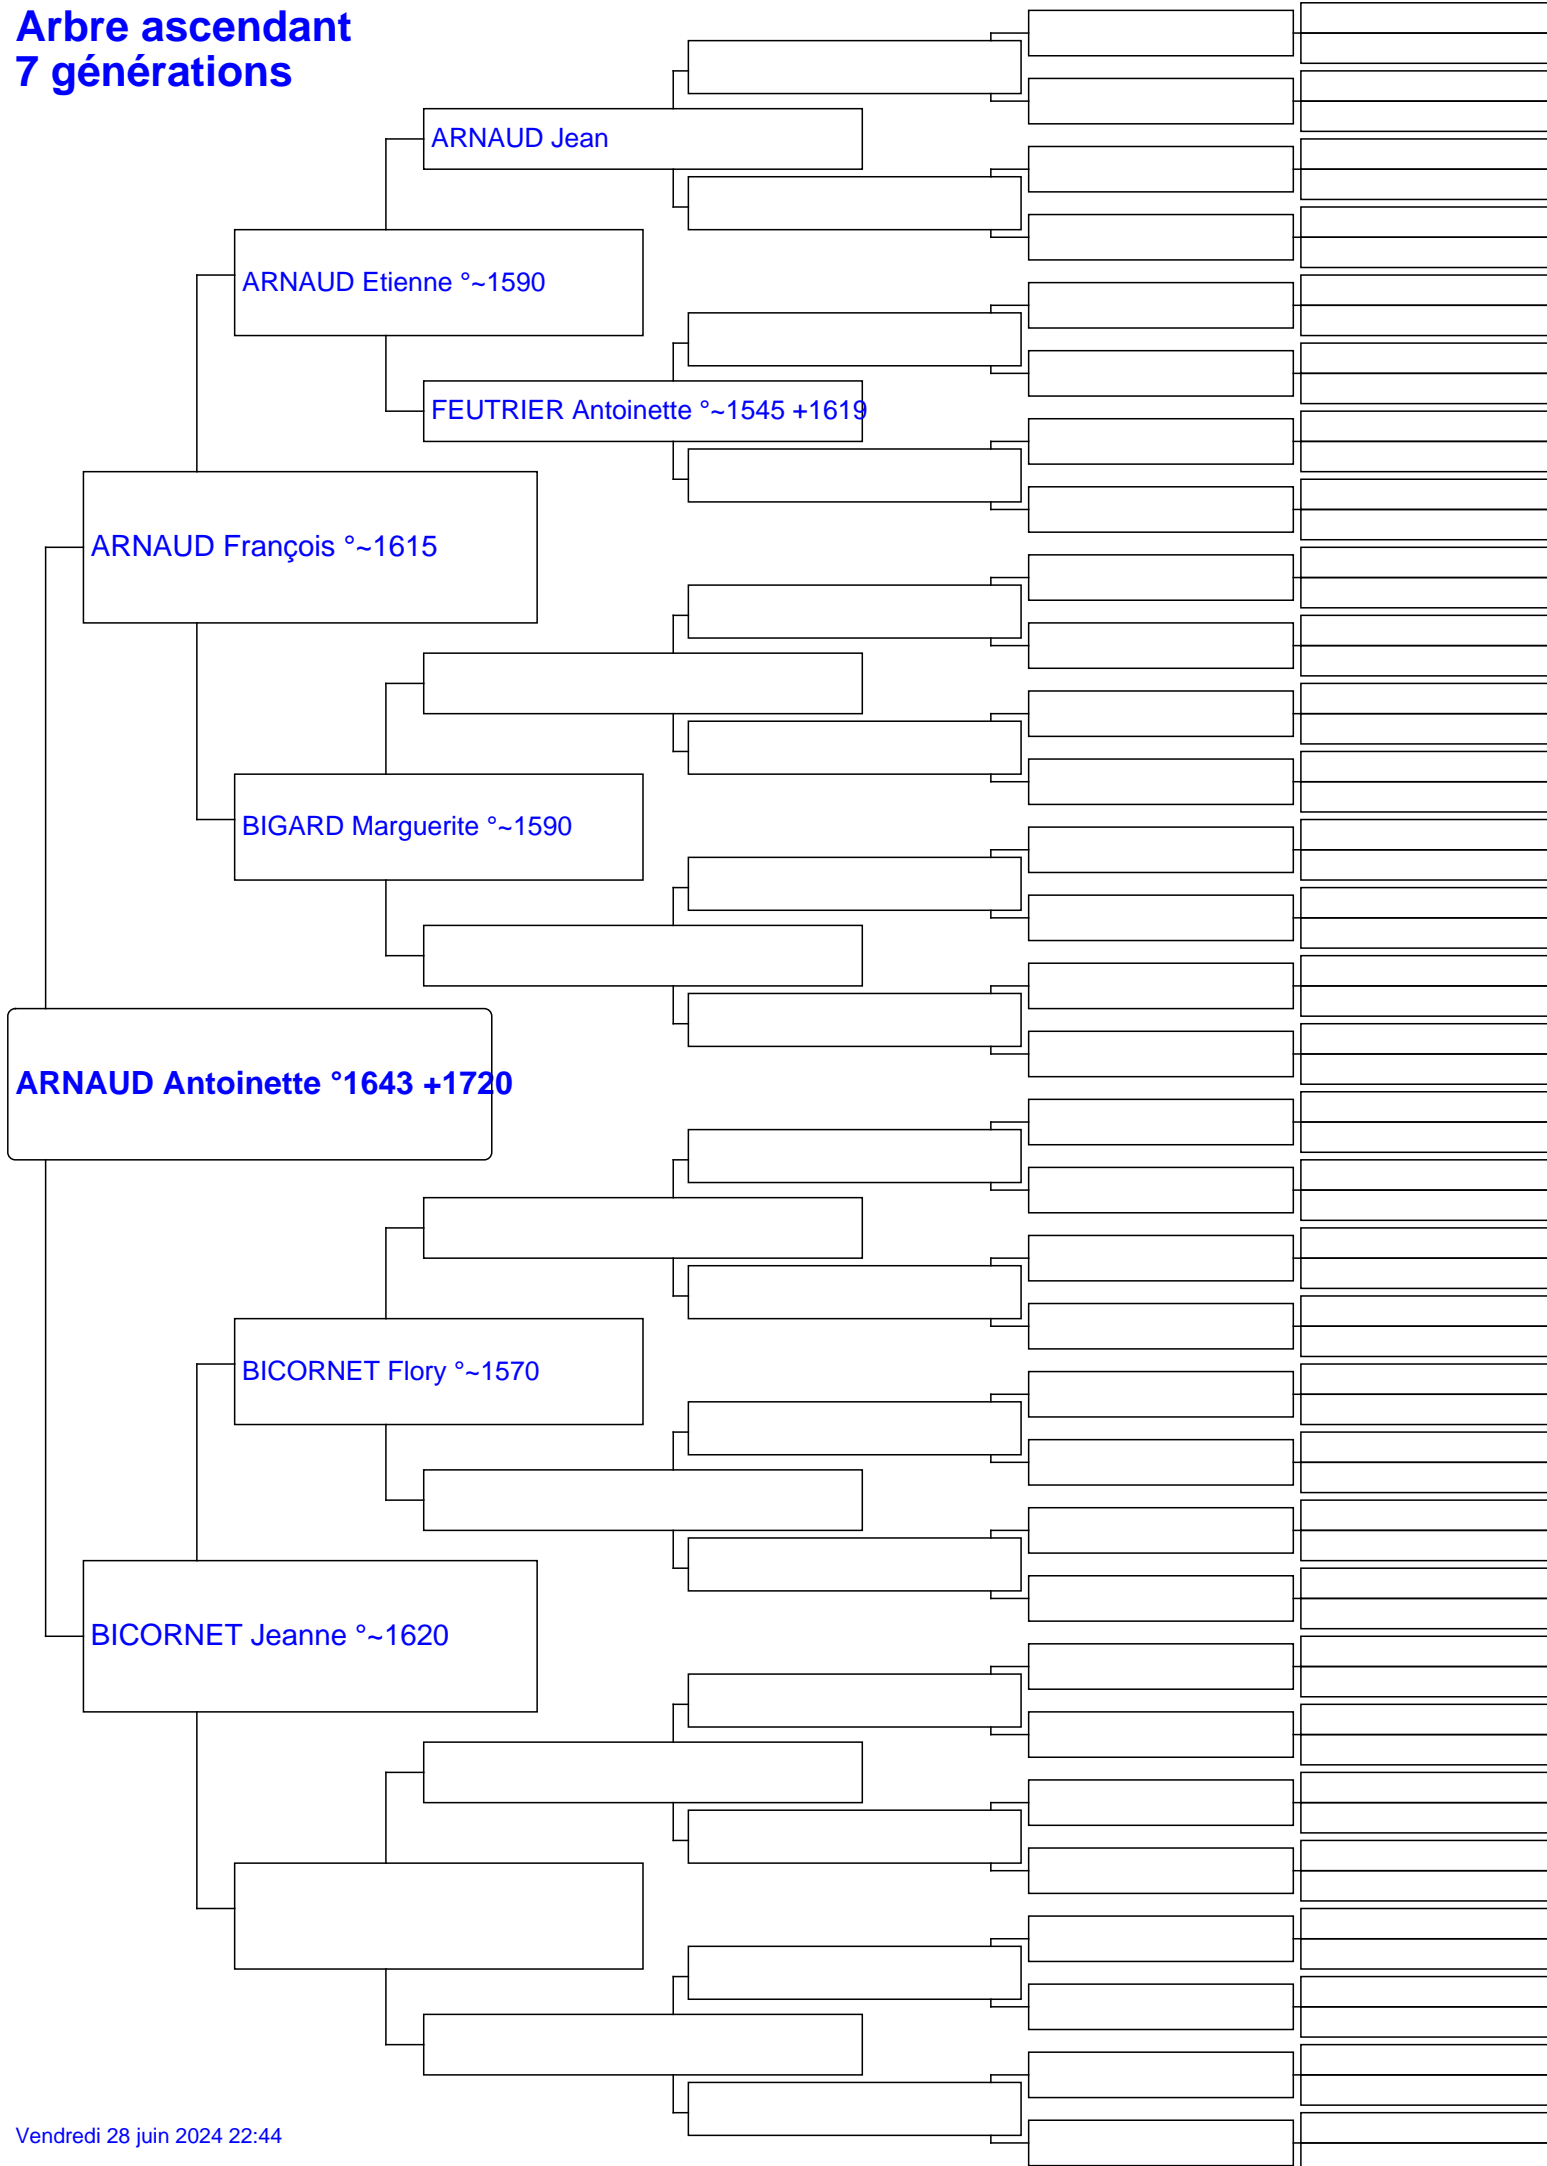 Arbre ascendant
7 générations
ARNAUD Jean
ARNAUD Etienne °~1590
FEUTRIER Antoinette °~1545 +1619
ARNAUD François °~1615
BIGARD Marguerite °~1590
ARNAUD Antoinette °1643 +1720
BICORNET Flory °~1570
BICORNET Jeanne °~1620
Vendredi 28 juin 2024 22:44